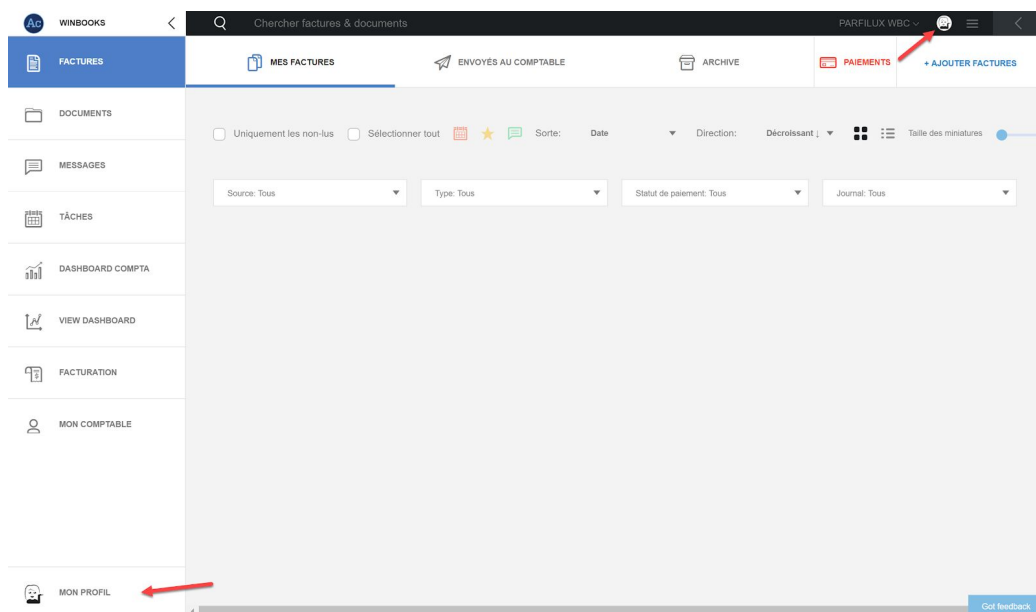 Ac WINBOOKS
Chercher factures & documents
PARFILUX WBC
FACTURES
MES FACTURES
ENVOYÉS AU COMPTABLE
ARCHIVE
PAIEMENTS
+ AJOUTER FACTURES
DOCUMENTS
Uniquement les non-lus
Sélectionner tout
Sorte:
Date
Direction:
Décroissant ↓
Taille des miniatures
MESSAGES
Source: Tous
Type: Tous
Statut de paiement: Tous
Journal: Tous
TÂCHES
DASHBOARD COMPTA
VIEW DASHBOARD
FACTURATION
MON COMPTABLE
MON PROFIL
Got feedback